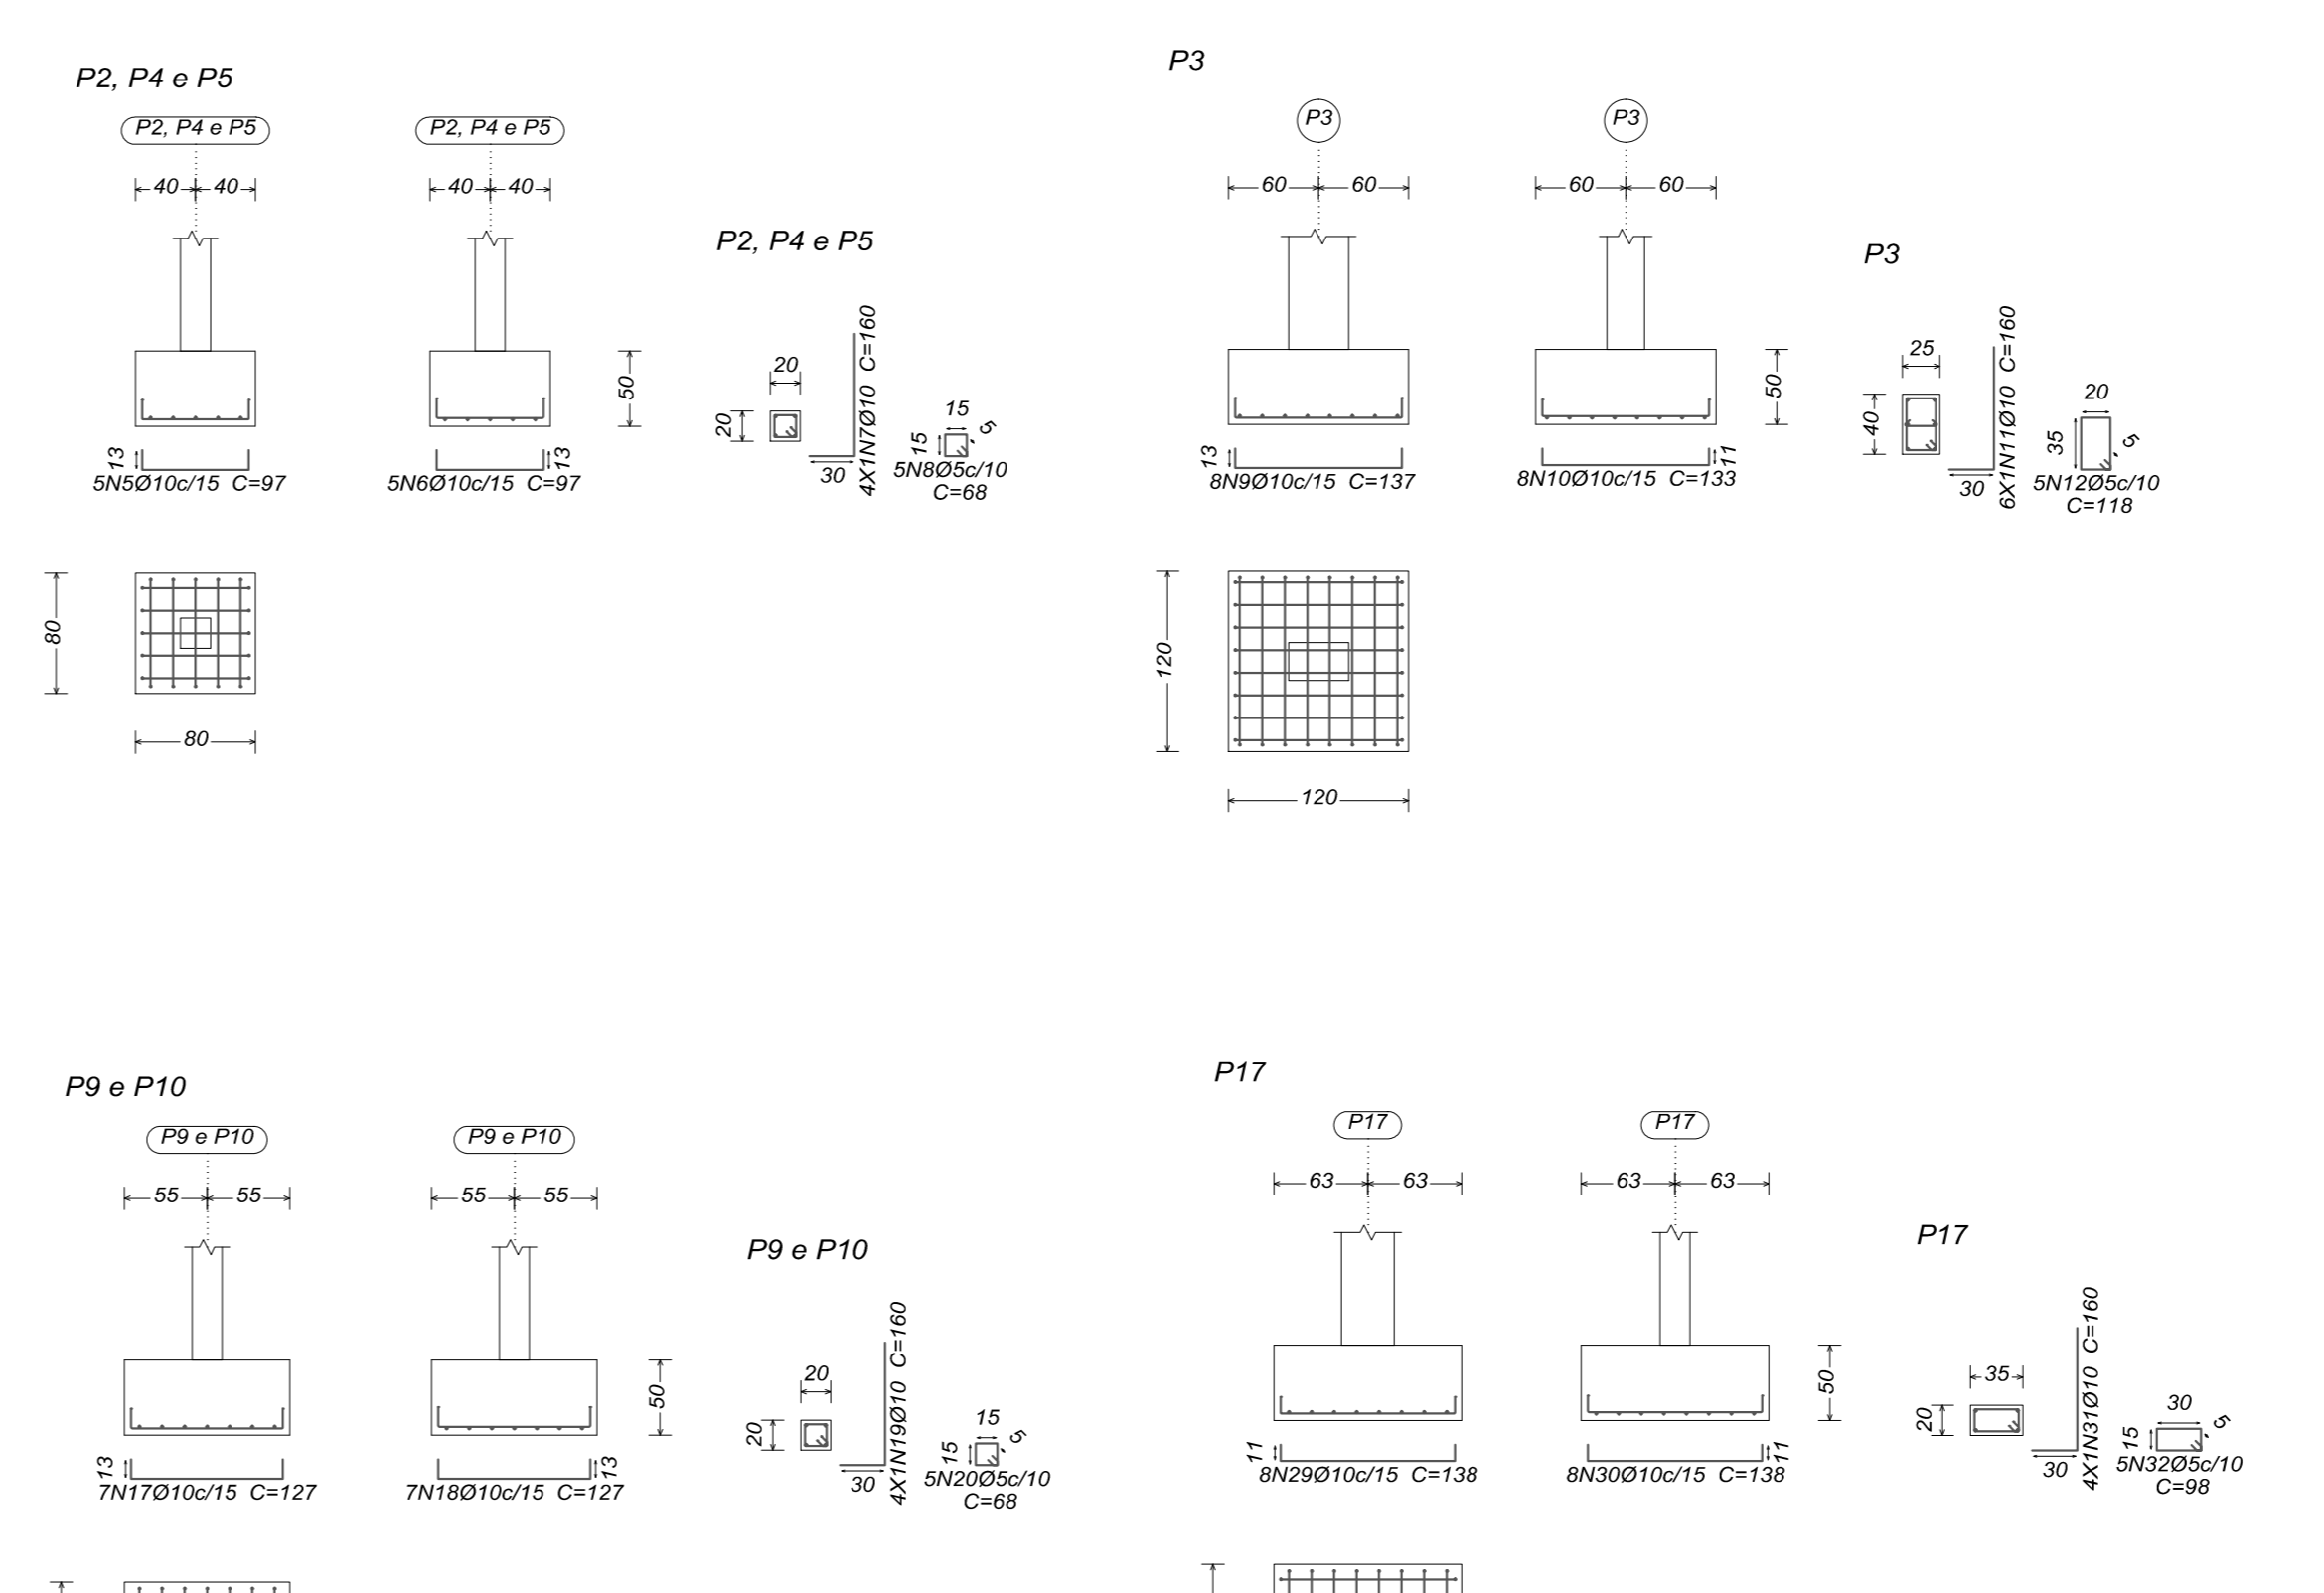 P2, P4 e P5
P2, P4 e P5
P2, P4 e P5
40 40
40 40
50
13
5N5Ø10c/15 C=97
13
5N6Ø10c/15 C=97
P2, P4 e P5
20
20
30
4X1N7Ø10 C=160
15
15
5
5N8Ø5c/10
C=68
80
80
P3
P3
P3
60 60
60 60
50
13
8N9Ø10c/15 C=137
11
8N10Ø10c/15 C=133
P3
25
40
30
6X1N11Ø10 C=160
20
35
5
5N12Ø5c/10
C=118
120
120
P9 e P10
P9 e P10
P9 e P10
55 55
55 55
50
13
7N17Ø10c/15 C=127
13
7N18Ø10c/15 C=127
P9 e P10
20
20
30
4X1N19Ø10 C=160
15
15
5
5N20Ø5c/10
C=68
P17
P17
P17
63 63
63 63
50
11
8N29Ø10c/15 C=138
11
8N30Ø10c/15 C=138
P17
35
20
30
4X1N31Ø10 C=160
30
15
5
5N32Ø5c/10
C=98